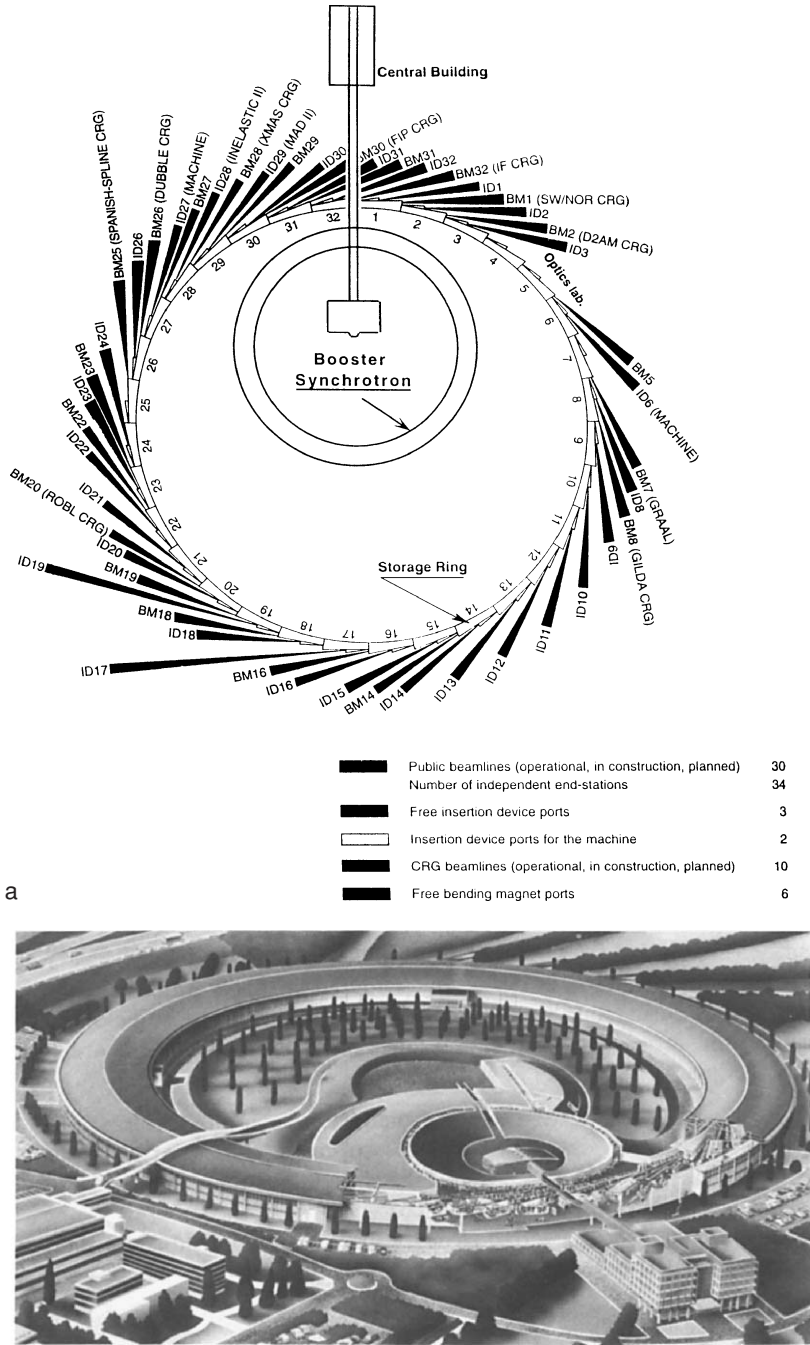 Central Building
BM25 (SPANISH-SPLINE CRG)
ID26
BM26 (DUBBLE CRG)
ID27 (MACHINE)
BM27
ID28 (INELASTIC II)
BM28 (XMAS CRG)
ID29 (MAD II)
BM29
ID30
BM30 (FIP CRG)
ID31
BM31
ID32
BM32 (IF CRG)
ID1
BM1 (SW/NOR CRG)
ID2
BM2 (D2AM CRG)
ID3
Optics lab.
BM5
ID6 (MACHINE)
BM7 (GRAAL)
ID8
BM8 (GILDA CRG)
ID9
ID10
ID11
ID12
ID13
ID14
BM14
ID15
ID16
BM16
ID17
ID18
BM18
ID19
BM19
ID20
BM20 (ROBL CRG)
ID21
ID22
BM22
ID23
BM23
ID24
1
2
3
4
5
6
7
8
9
10
11
12
13
14
15
16
17
18
19
20
21
22
23
24
25
26
27
28
29
30
31
32
Booster
Synchrotron
Storage Ring
Public beamlines (operational, in construction, planned) 30
Number of independent end-stations 34
Free insertion device ports 3
Insertion device ports for the machine 2
CRG beamlines (operational, in construction, planned) 10
Free bending magnet ports 6
a